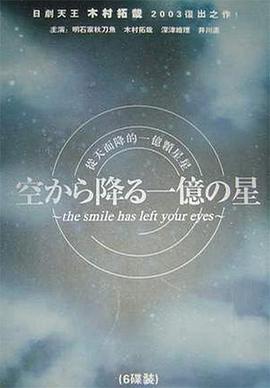 日劇天王 木村拓哉 2003復出之作!
主演: 明石家秋刀魚 木村拓哉 深津繪理 井川遙
從天而降的一億顆星星
空から降る一億の星
~the smile has left your eyes~
(6碟裝)